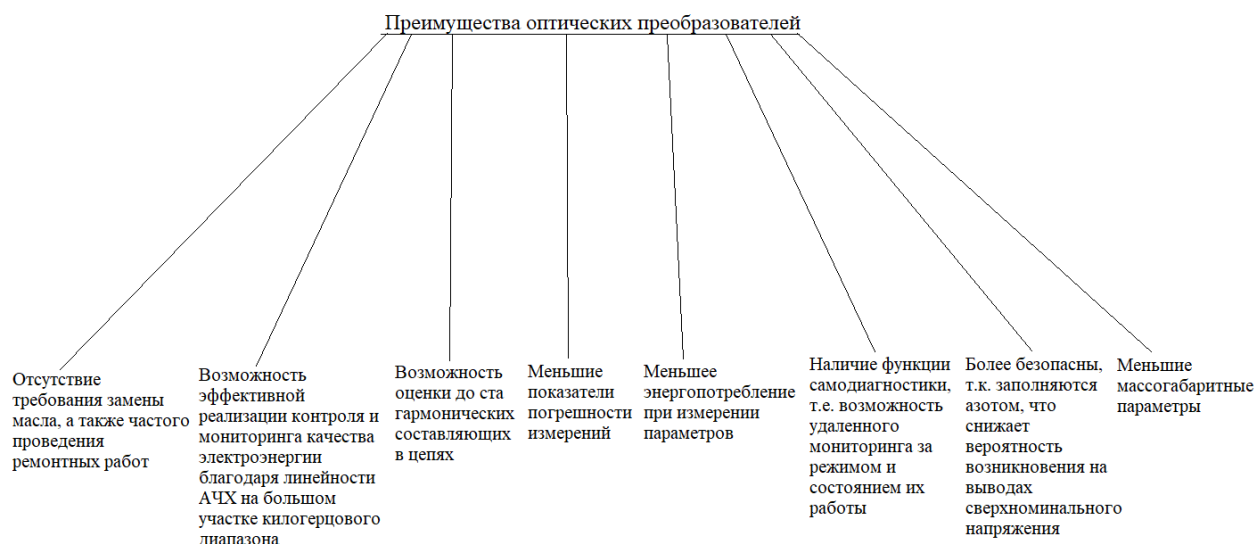 Преимущества оптических преобразователей
Отсутствие
требования замены
масла, а также частого
проведения
ремонтных работ
Возможность
эффективной
реализации контроля и
мониторинга качества
электроэнергии
благодаря линейности
АЧХ на большом
участке килогерцового
диапазона
Возможность
оценки до ста
гармонических
составляющих
в цепях
Меньшие
показатели
погрешности
измерений
Меньшее
энергопотребление
при измерении
параметров
Наличие функции
самодиагностики,
т.е. возможность
удаленного
мониторинга за
режимом и
состоянием их
работы
Более безопасны,
т.к. заполняются
азотом, что
снижает
вероятность
возникновения на
выводах
сверхноминального
напряжения
Меньшие
массогабаритные
параметры